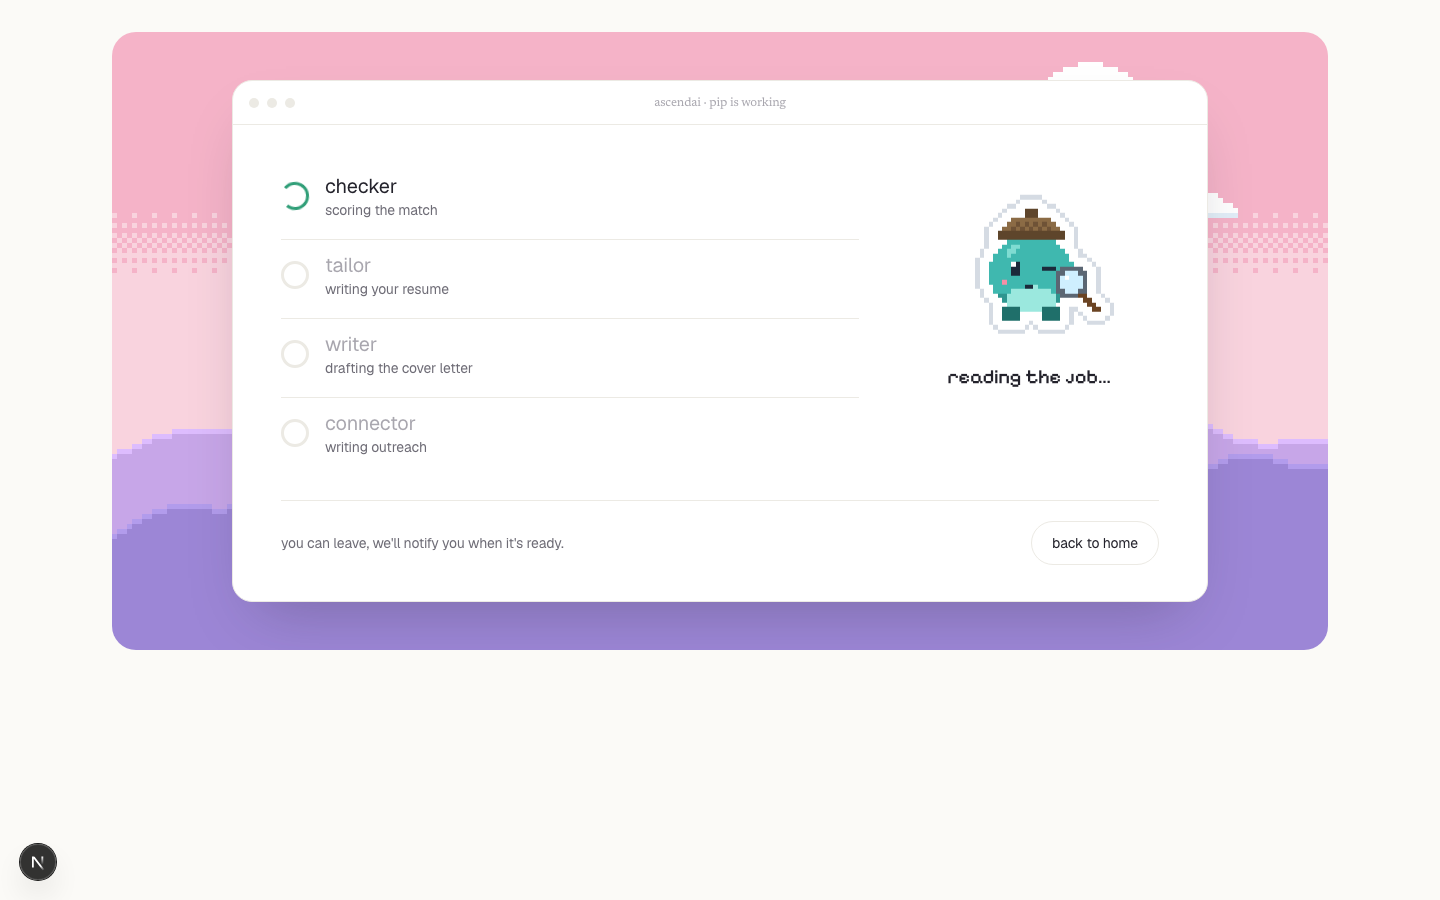 ascendai · pip is working
checker
scoring the match
tailor
writing your resume
writer
drafting the cover letter
connector
writing outreach
reading the job...
you can leave, we'll notify you when it's ready.
back to home
N